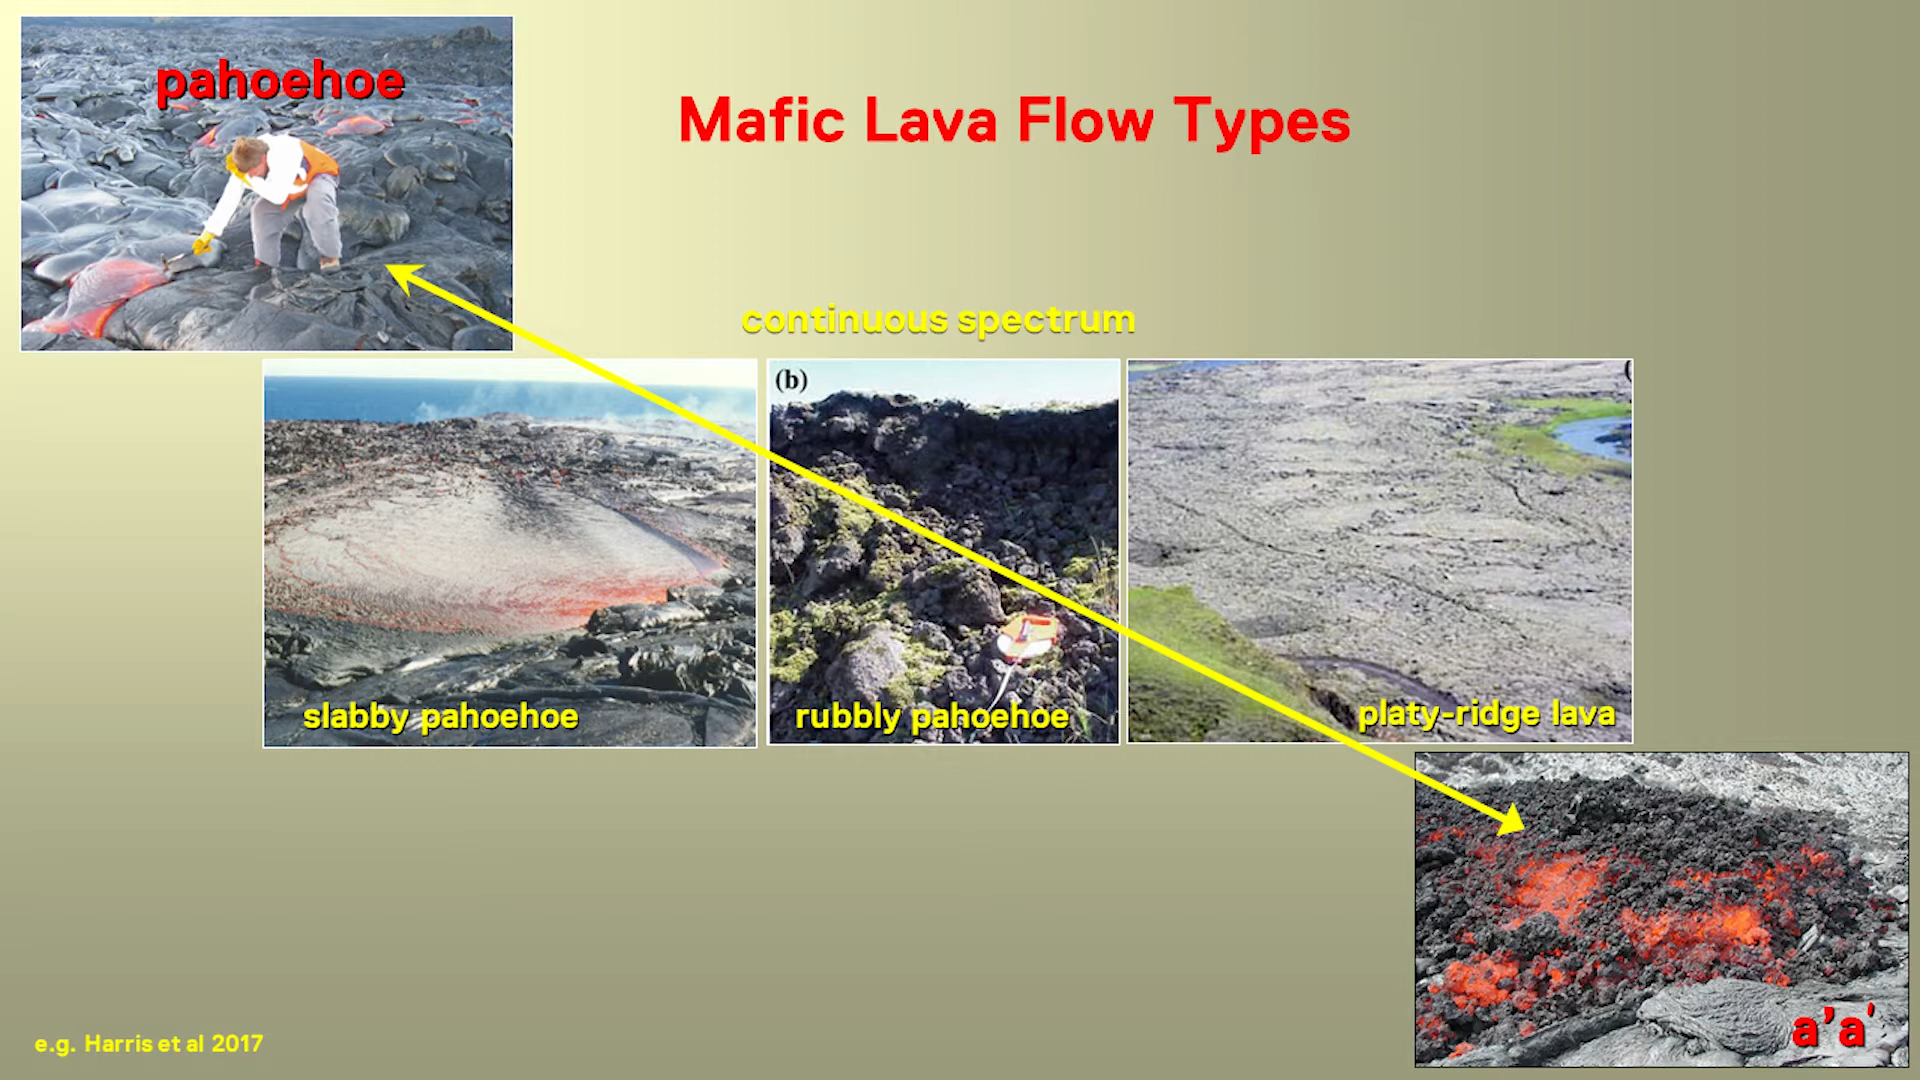 pahoehoe
Mafic Lava Flow Types
continuous spectrum
(b)
slabby pahoehoe
rubbly pahoehoe
platy-ridge lava
a’a'
e.g. Harris et al 2017